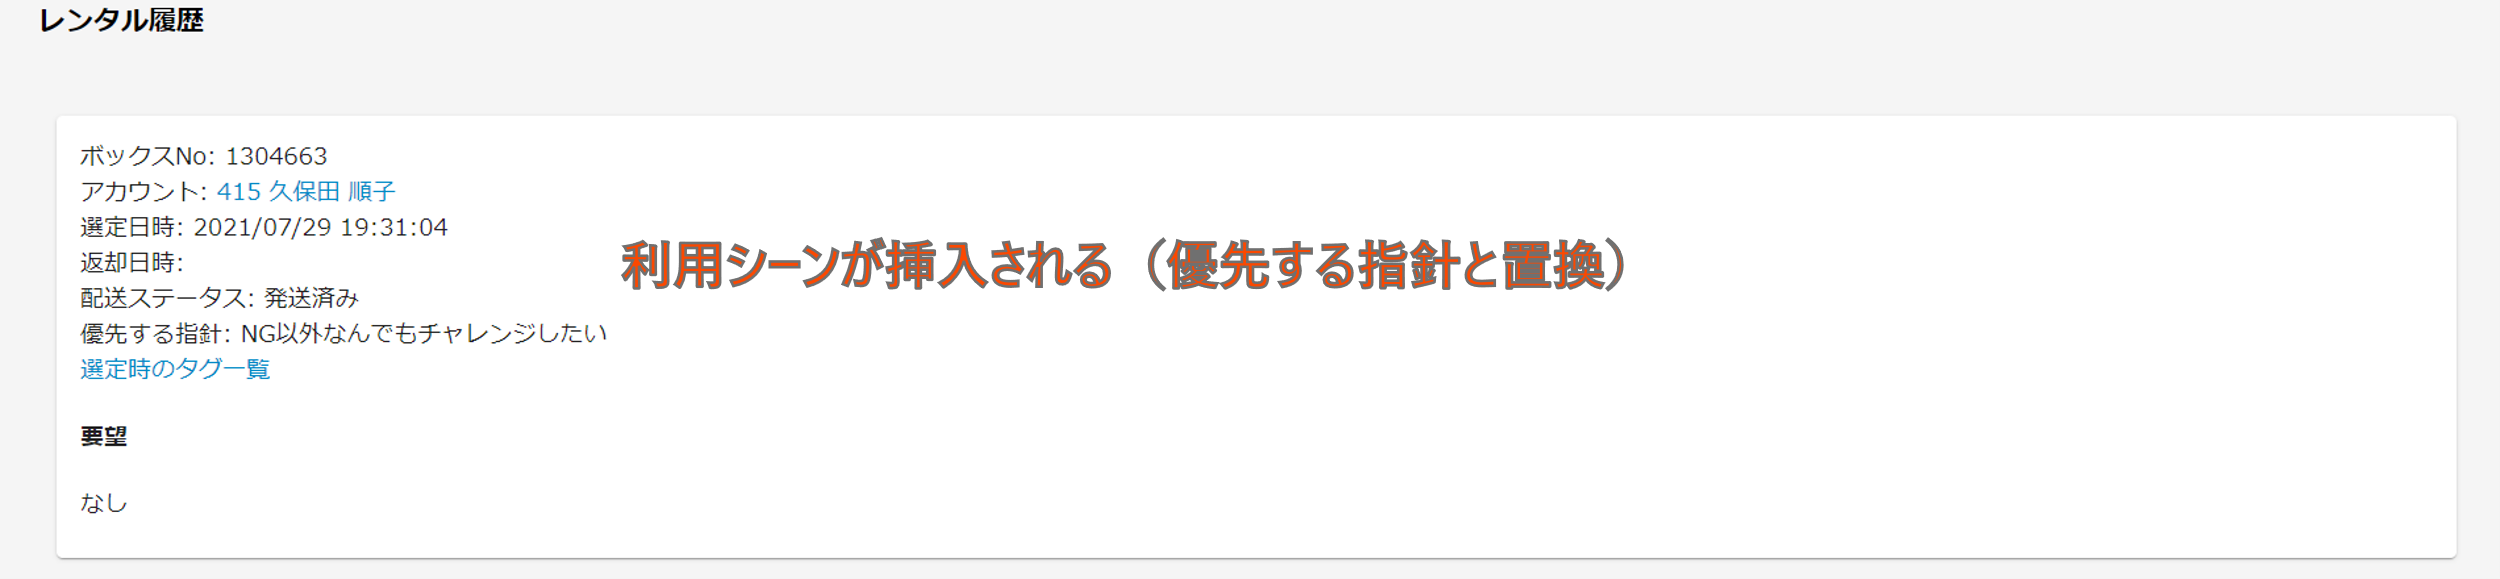 レンタル履歴
ボックスNo: 1304663
アカウント: 415 久保田 順子
選定日時: 2021/07/29 19:31:04
返却日時:
利用シーンが挿入される（優先する指針と置換）
配送ステータス: 発送済み
優先する指針: NG以外なんでもチャレンジしたい
選定時のタグ一覧
要望
なし